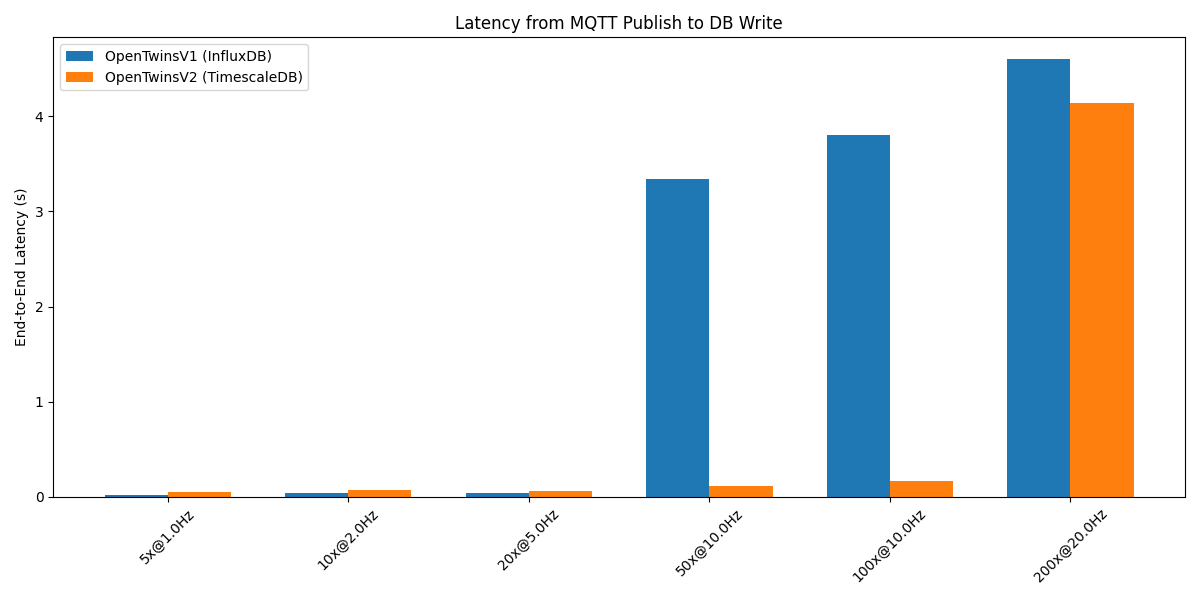 Latency from MQTT Publish to DB Write
OpenTwinsV1 (InfluxDB)
OpenTwinsV2 (TimescaleDB)
End-to-End Latency (s)
4
3
2
1
0
5x@1.0Hz
10x@2.0Hz
20x@5.0Hz
50x@10.0Hz
100x@10.0Hz
200x@20.0Hz